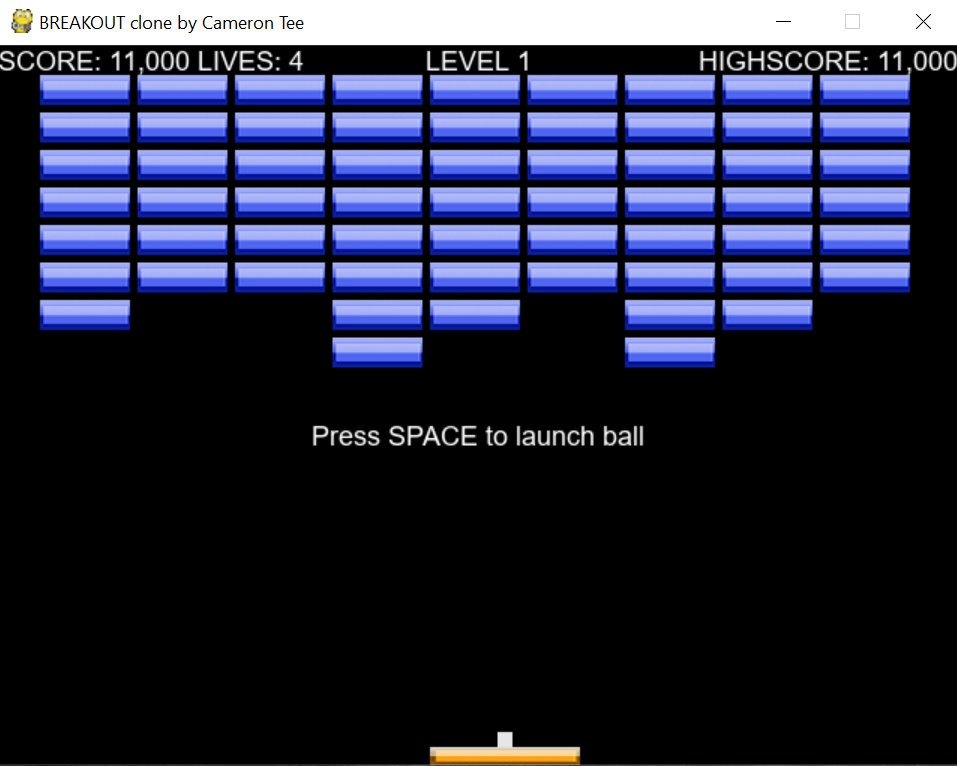 BREAKOUT clone by Cameron Tee
SCORE: 11,000 LIVES: 4 LEVEL 1 HIGHSCORE: 11,000
Press SPACE to launch ball